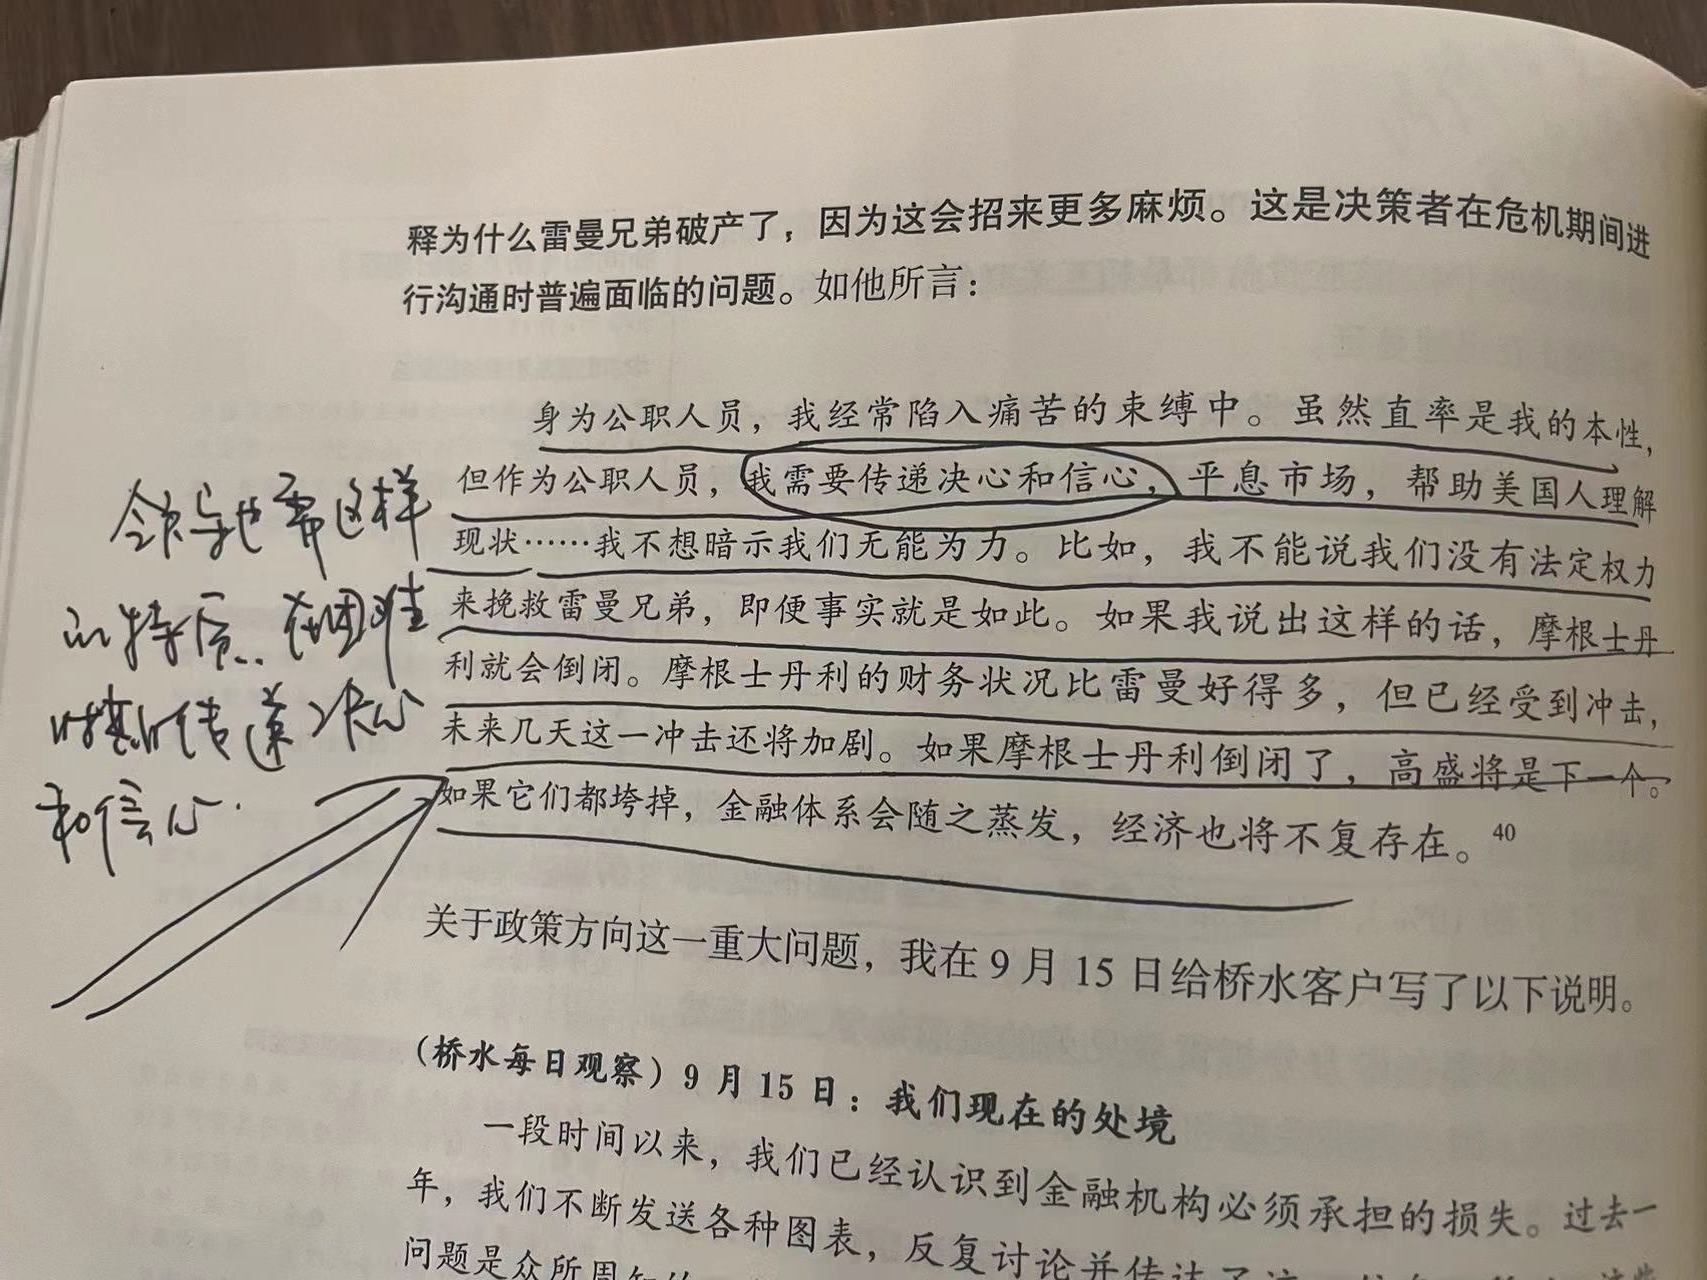 释为什么雷曼兄弟破产了，因为这会招来更多麻烦。这是决策者在危机期间进
行沟通时普遍面临的问题。如他所言：
身为公职人员，我经常陷入痛苦的束缚中。虽然直率是我的本性，
但作为公职人员，我需要传递决心和信心，平息市场，帮助美国人理解
现状……我不想暗示我们无能为力。比如，我不能说我们没有法定权力
来挽救雷曼兄弟，即便事实就是如此。如果我说出这样的话，摩根士丹
利就会倒闭。摩根士丹利的财务状况比雷曼好得多，但已经受到冲击，
未来几天这一冲击还将加剧。如果摩根士丹利倒闭了，高盛将是下一个。
如果它们都垮掉，金融体系会随之蒸发，经济也将不复存在。40
领导也需这样
的特质.. 在困难
时期传递决心
和信心.
关于政策方向这一重大问题，我在9月15日给桥水客户写了以下说明。
（桥水每日观察）9月15日：我们现在的处境
一段时间以来，我们已经认识到金融机构必须承担的损失。过去一
年，我们不断发送各种图表，反复讨论并传达了
问题是众所周知的